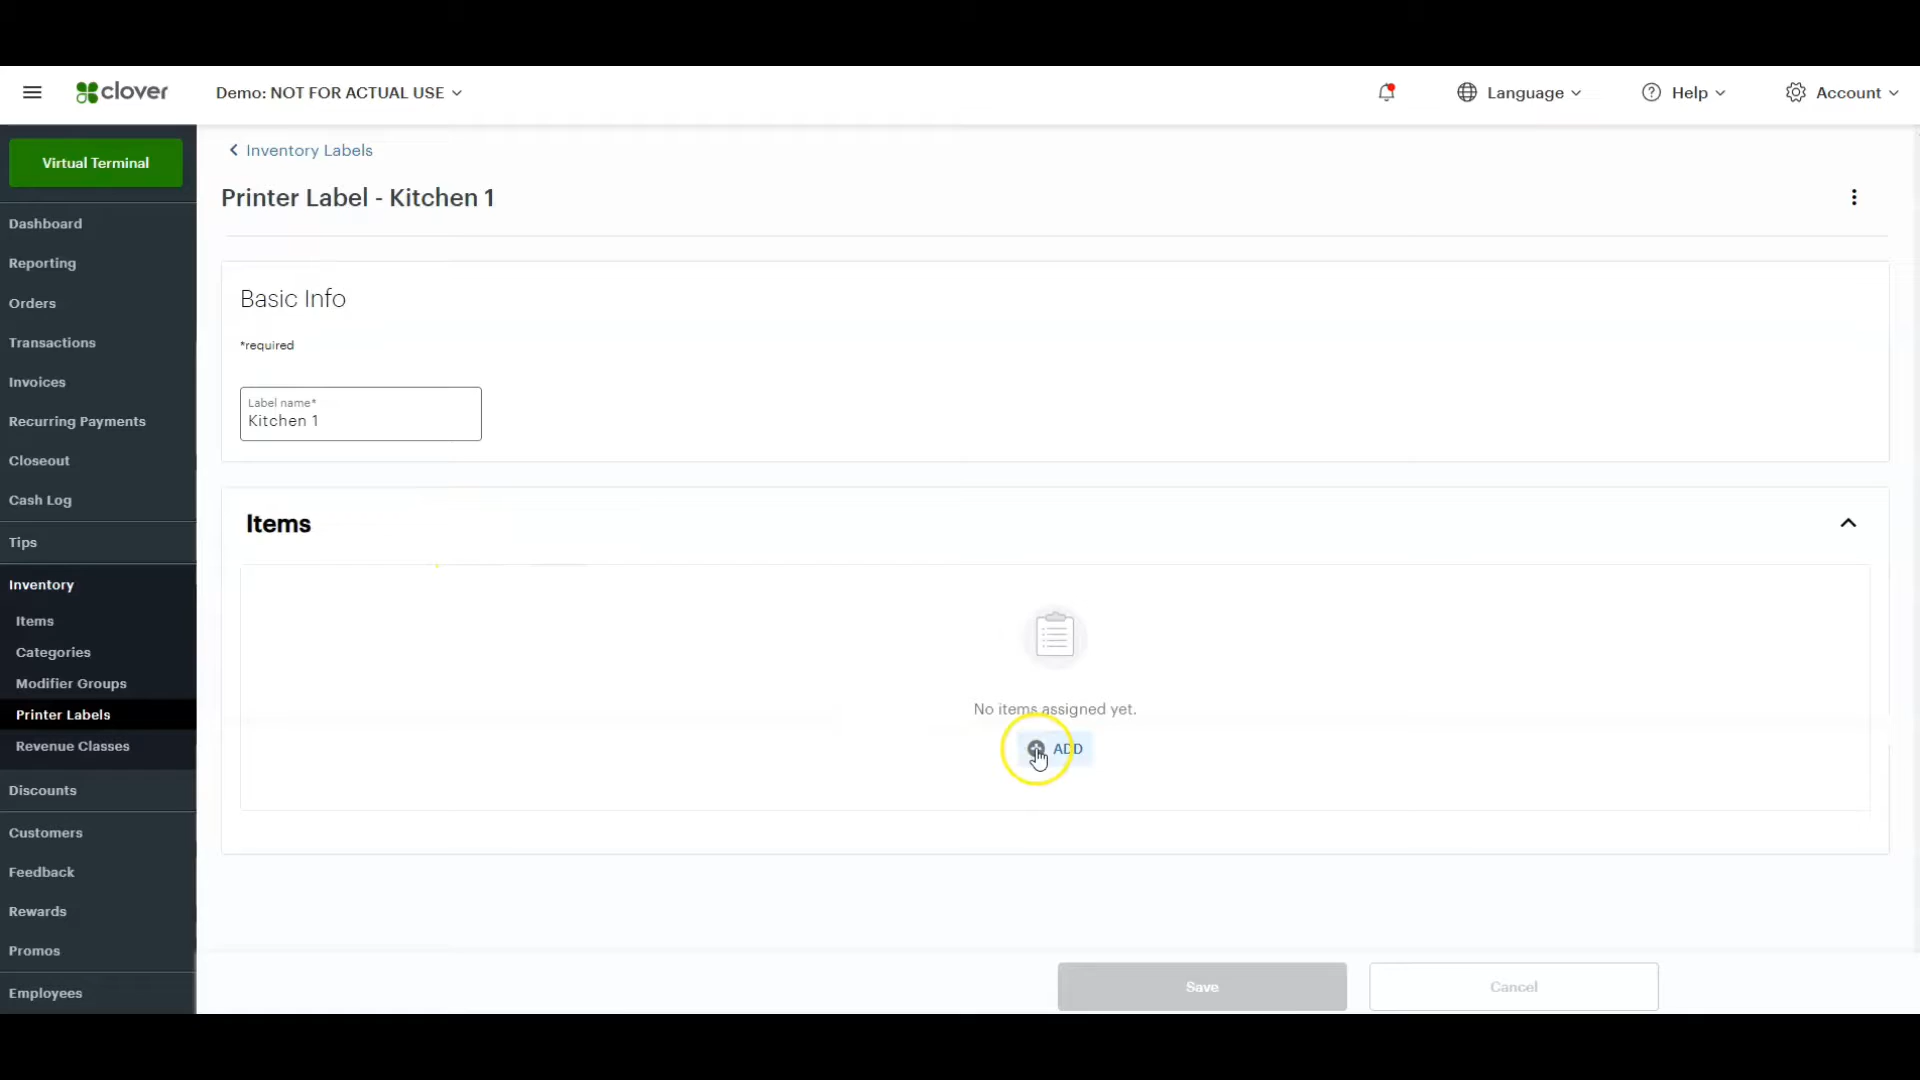 clover
Demo: NOT FOR ACTUAL USE
Language
Help
Account
Virtual Terminal
Dashboard
Reporting
Orders
Transactions
Invoices
Recurring Payments
Closeout
Cash Log
Tips
Inventory
Items
Categories
Modifier Groups
Printer Labels
Revenue Classes
Discounts
Customers
Feedback
Rewards
Promos
Employees
Inventory Labels
Printer Label - Kitchen 1
Basic Info
*required
Label name*
Kitchen 1
Items
No items assigned yet.
ADD
Save
Cancel